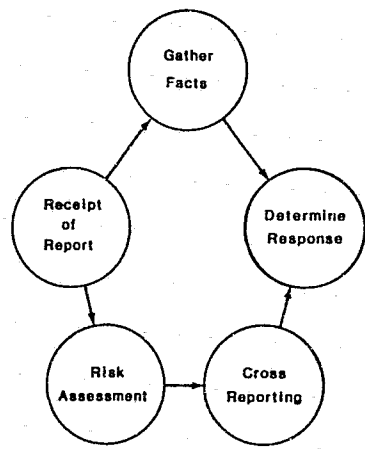 Gather
Facts
Receipt
of
Report
Determine
Response
Risk
Assessment
Cross
Reporting